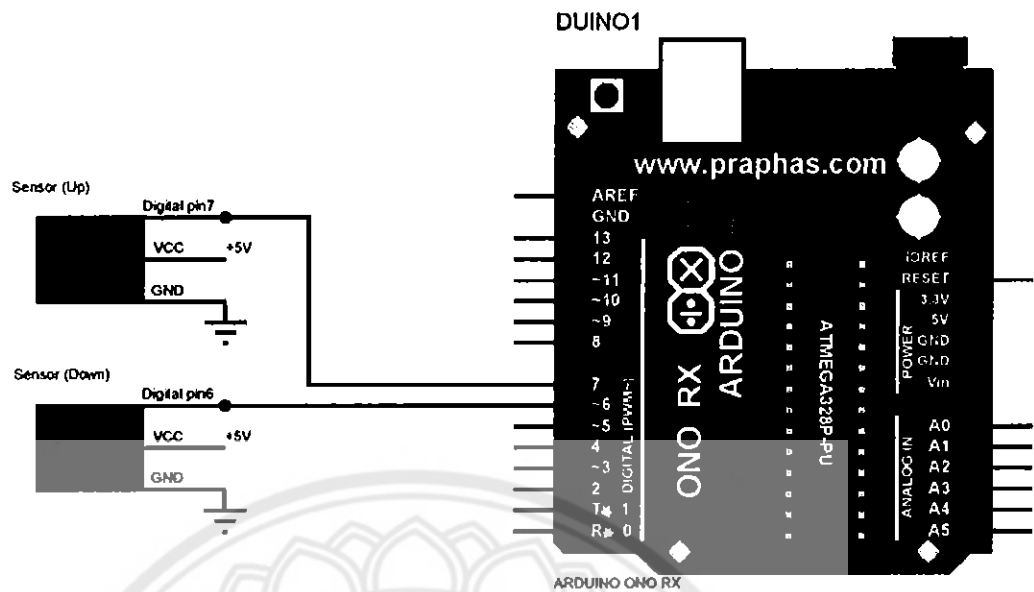 DUINO1
www.praphas.com
Sensor (Up)
Digital pin7
VCC
+5V
GND
Sensor (Down)
Digital pin6
VCC
+5V
GND
AREF
GND
13
12
~11
~10
~9
8
7
~6
~5
4
~3
2
1
0
DIGITAL (PWM~)
ONO RX
ARDUINO
ATMEGA328P-PU
IOREF
RESET
3.3V
5V
GND
GND
Vin
POWER
A0
A1
A2
A3
A4
A5
ANALOG IN
ARDUINO ONO RX